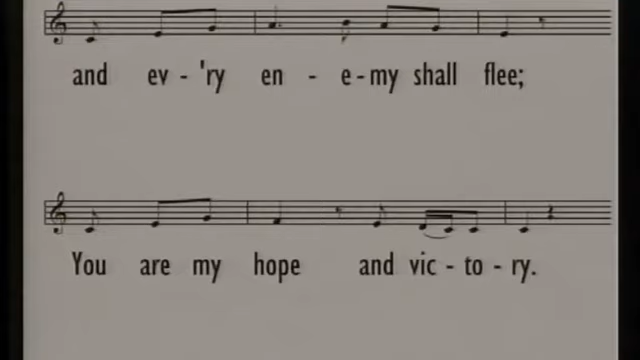 and ev - 'ry en - e - my shall flee;
You are my hope and vic - to - ry.